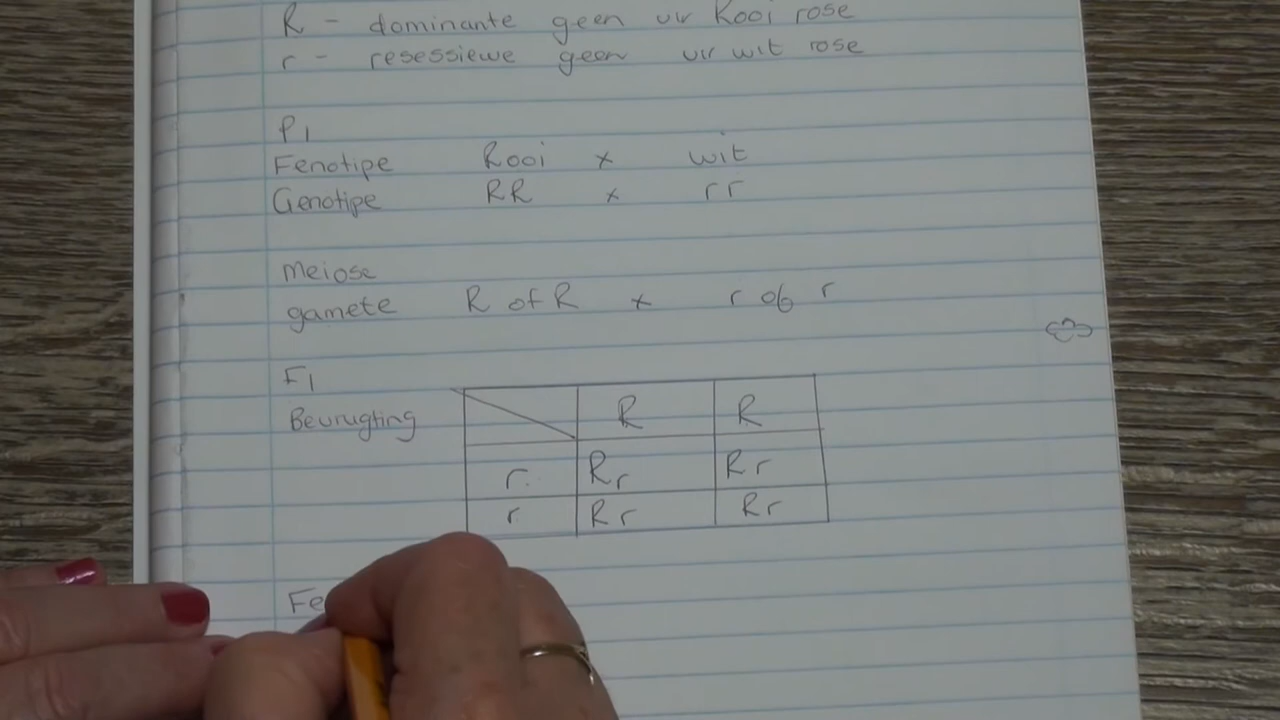 R - dominante geen vir Rooi rose
r - resessiewe geen vir wit rose
P1
Fenotipe Rooi x wit
Genotipe RR x rr
Meiose
gamete R of R x r of r
F1
Bevrugting R R
r Rr Rr
r Rr Rr
Fe